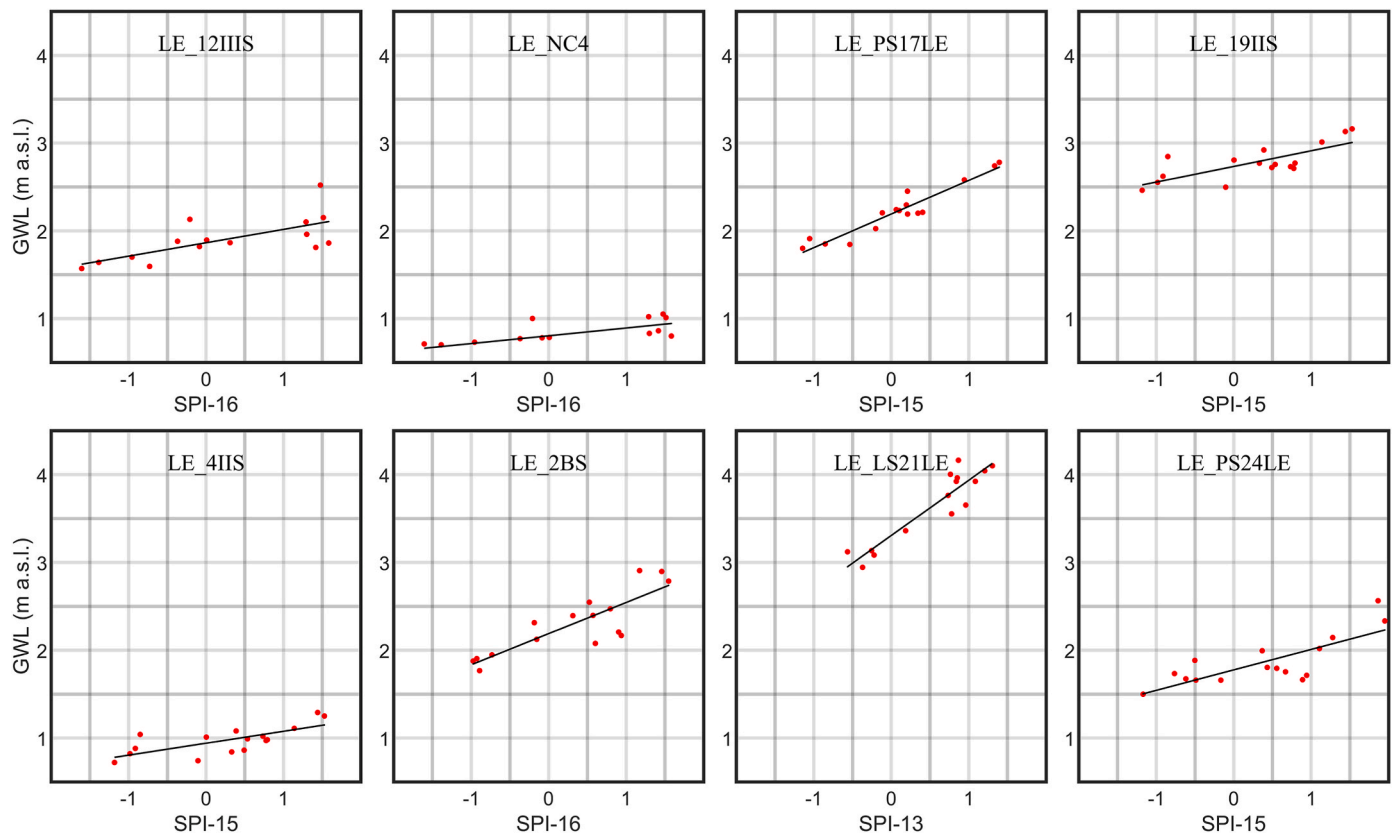 LE_12IIIS
LE_NC4
LE_PS17LE
LE_19IIS
4
3
2
1
4
3
2
1
4
3
2
1
4
3
2
1
GWL (m a.s.l.)
-1 0 1
-1 0 1
-1 0 1
-1 0 1
SPI-16
SPI-16
SPI-15
SPI-15
LE_4IIS
LE_2BS
LE_LS21LE
LE_PS24LE
4
3
2
1
4
3
2
1
4
3
2
1
4
3
2
1
GWL (m a.s.l.)
-1 0 1
-1 0 1
-1 0 1
-1 0 1
SPI-15
SPI-16
SPI-13
SPI-15